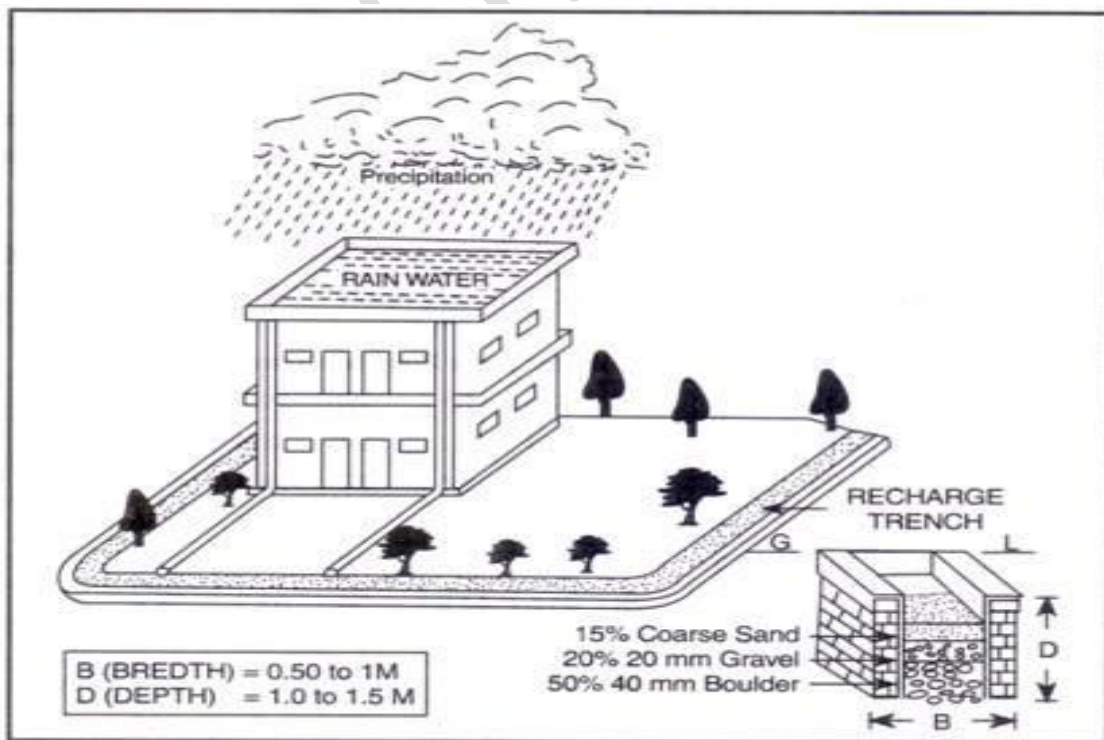 Precipitation
RAIN WATER
RECHARGE
TRENCH
G L
15% Coarse Sand
20% 20 mm Gravel
50% 40 mm Boulder
D
B
B (BREDTH) = 0.50 to 1M
D (DEPTH) = 1.0 to 1.5 M